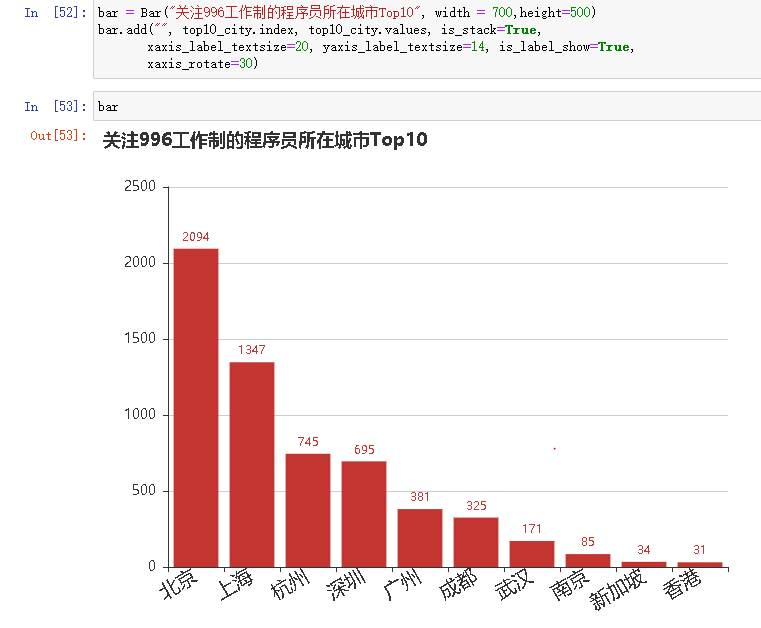 In [52]: bar = Bar("关注996工作制的程序员所在城市Top10", width = 700,height=500)
bar.add("", top10_city.index, top10_city.values, is_stack=True,
xaxis_label_textsize=20, yaxis_label_textsize=14, is_label_show=True,
xaxis_rotate=30)
In [53]: bar
Out[53]: 关注996工作制的程序员所在城市Top10
2500
2000
1500
1000
500
0
2094
1347
745
695
381
325
171
85
34
31
北京
上海
杭州
深圳
广州
成都
武汉
南京
新加坡
香港